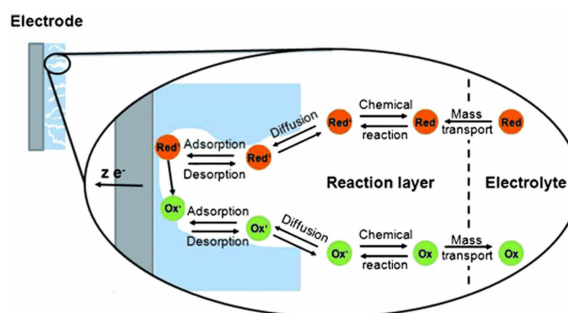 Electrode
Red'
Adsorption
Desorption
Red'
Diffusion
Red'
Chemical
reaction
Red
Mass
transport
Red
z e-
Reaction layer
Electrolyte
Ox'
Adsorption
Desorption
Ox'
Diffusion
Ox'
Chemical
reaction
Ox
Mass
transport
Ox